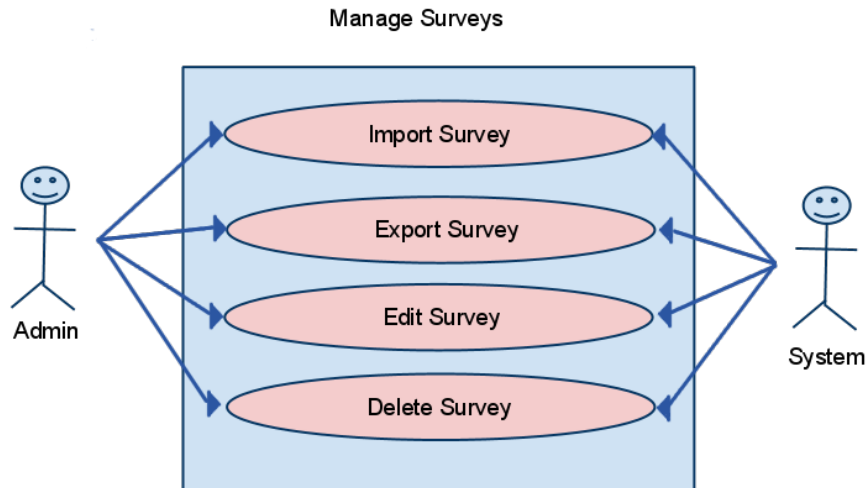 Manage Surveys
Import Survey
Export Survey
Edit Survey
Delete Survey
Admin
System